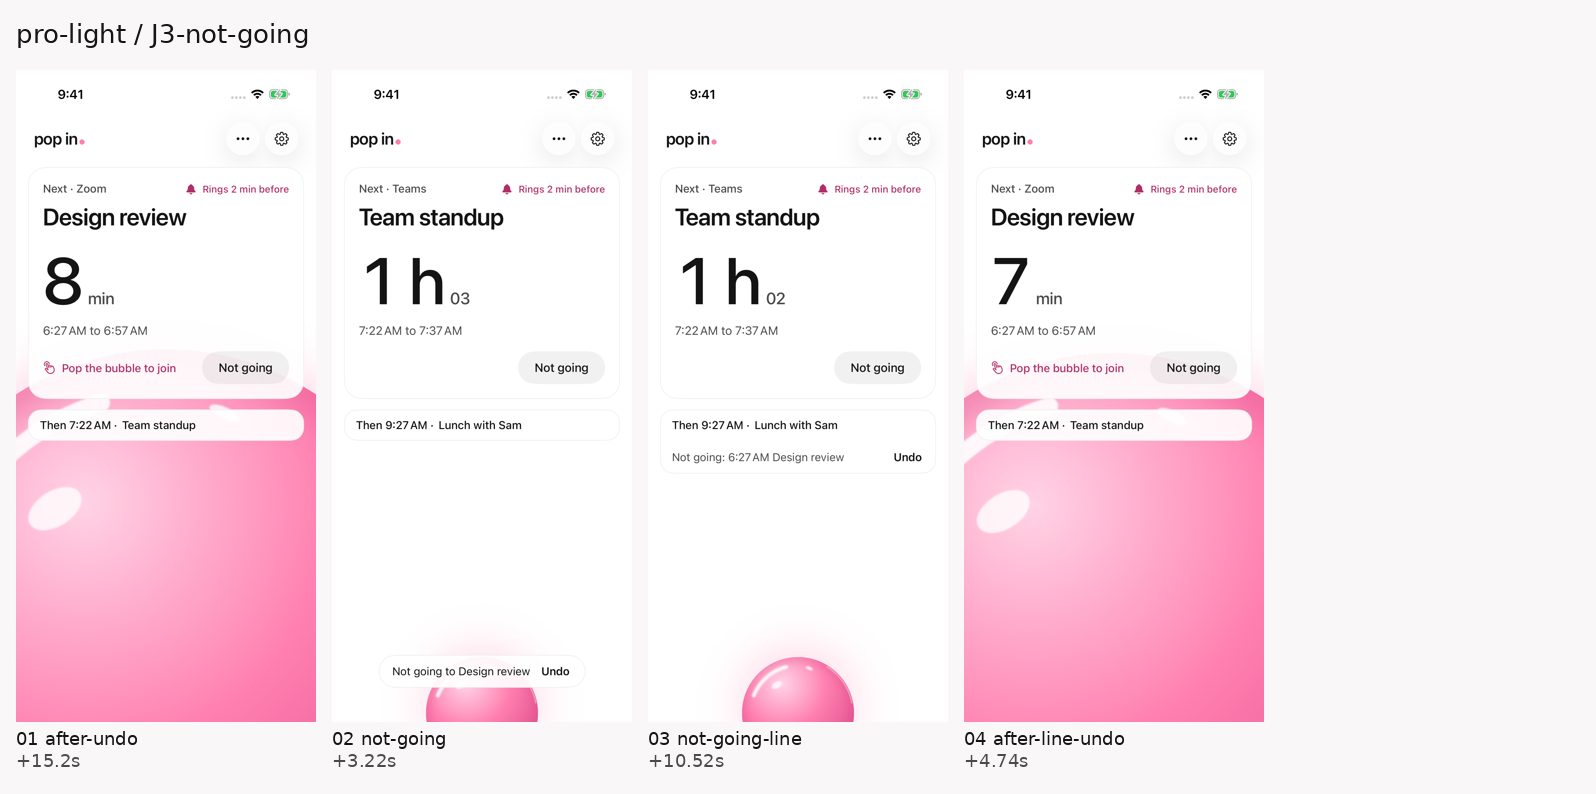 pro-light / J3-not-going
9:41
pop in.
Next · Zoom
Rings 2 min before
Design review
8 min
6:27 AM to 6:57 AM
Pop the bubble to join
Not going
Then 7:22 AM · Team standup
01 after-undo
+15.2s
9:41
pop in.
Next · Teams
Rings 2 min before
Team standup
1 h 03
7:22 AM to 7:37 AM
Not going
Then 9:27 AM · Lunch with Sam
Not going to Design review Undo
02 not-going
+3.22s
9:41
pop in.
Next · Teams
Rings 2 min before
Team standup
1 h 02
7:22 AM to 7:37 AM
Not going
Then 9:27 AM · Lunch with Sam
Not going: 6:27 AM Design review Undo
03 not-going-line
+10.52s
9:41
pop in.
Next · Zoom
Rings 2 min before
Design review
7 min
6:27 AM to 6:57 AM
Pop the bubble to join
Not going
Then 7:22 AM · Team standup
04 after-line-undo
+4.74s